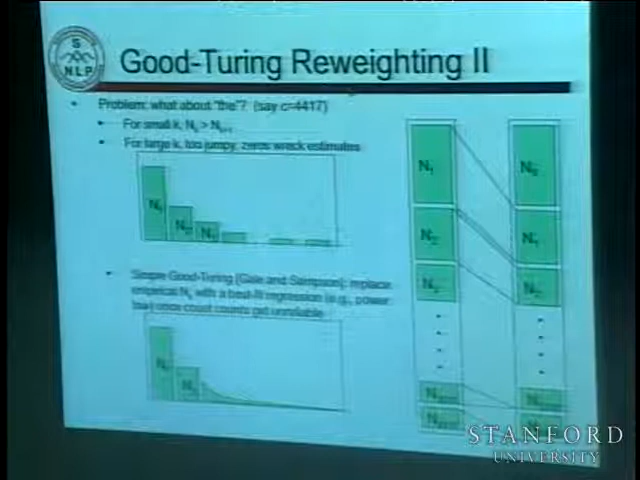 S
NLP
Good-Turing Reweighting II
Problem: what about "the"? (say c=4417)
For small k, Nk > Nk+1
For large k, too jumpy, zeros wreck estimates
N1
N2
N3
Simple Good-Turing [Gale and Sampson]: replace
empirical Nk with a best-fit regression (e.g., power
law) once count counts get unreliable
N1
N2
N1
N2
N3
N0
N1
N2
STANFORD
UNIVERSITY